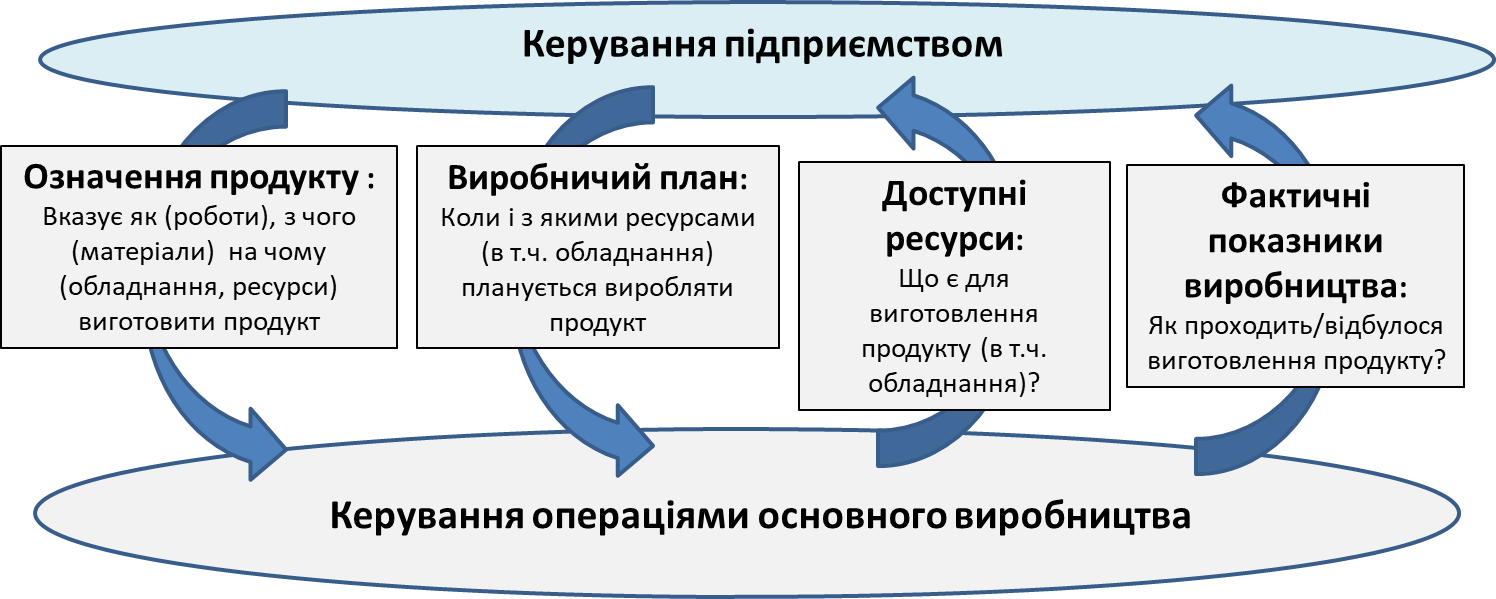 Керування підприємством
Означення продукту :
Вказує як (роботи), з чого
(матеріали) на чому
(обладнання, ресурси)
виготовити продукт
Виробничий план:
Коли і з якими ресурсами
(в т.ч. обладнання)
планується виробляти
продукт
Доступні
ресурси:
Що є для
виготовлення
продукту (в т.ч.
обладнання)?
Фактичні
показники
виробництва:
Як проходить/відбулося
виготовлення продукту?
Керування операціями основного виробництва